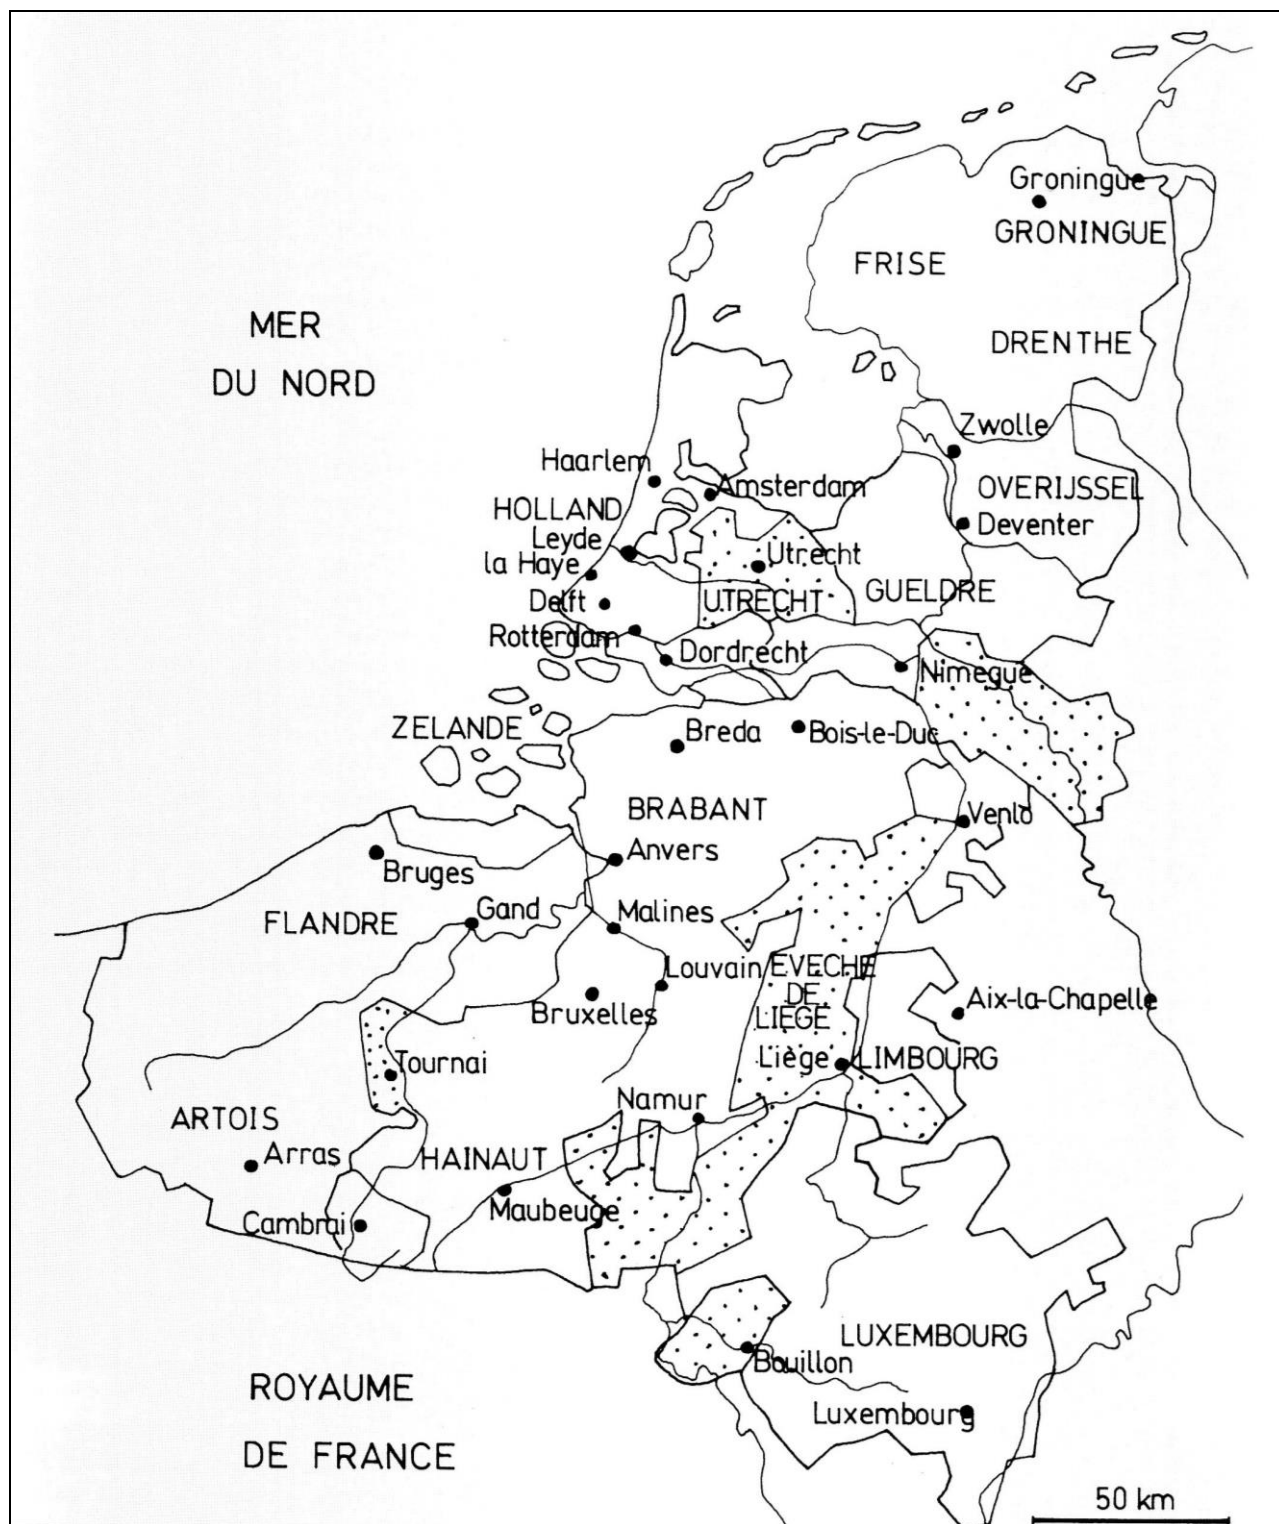 Groningue
GRONINGUE
FRISE
MER
DU NORD
DRENTHE
Zwolle
Haarlem
Amsterdam
OVERIJSSEL
HOLLAND
Deventer
Leyde
Utrecht
la Haye
GUELDRE
Delft
UTRECHT
Rotterdam
Dordrecht
Nimegue
ZELANDE
Breda
Bois-le-Duc
BRABANT
Venlo
Anvers
Bruges
Gand
FLANDRE
Malines
Louvain
EVECHE
DE
LIEGE
Aix-la-Chapelle
Bruxelles
Tournai
Liège
LIMBOURG
Namur
ARTOIS
Arras
HAINAUT
Maubeuge
Cambrai
LUXEMBOURG
Bouillon
ROYAUME
DE FRANCE
Luxembourg
50 km